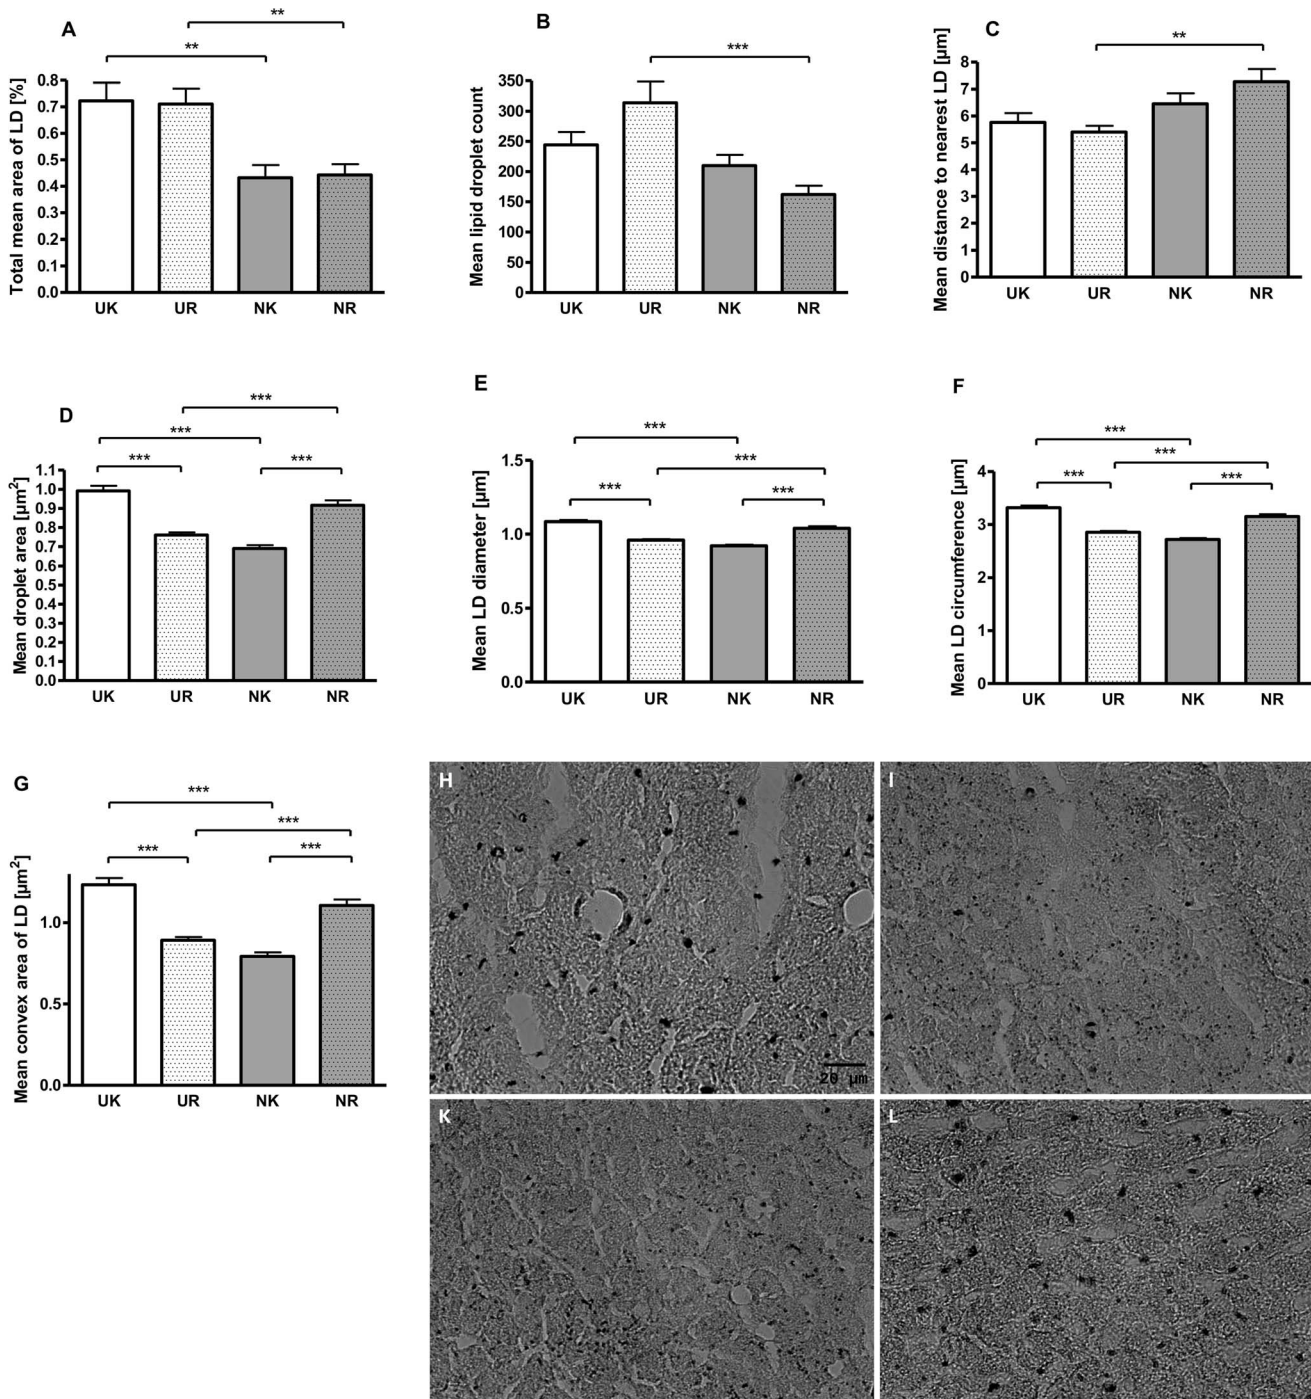 A
**
**
Total mean area of LD [%]
0.8
0.7
0.6
0.5
0.4
0.3
0.2
0.1
0.0
UK UR NK NR
B
***
Mean lipid droplet count
350
300
250
200
150
100
50
0
UK UR NK NR
C
**
Mean distance to nearest LD [µm]
8
7
6
5
4
3
2
1
0
UK UR NK NR
D
***
***
*** ***
Mean droplet area [µm²]
1.1
1.0
0.9
0.8
0.7
0.6
0.5
0.4
0.3
0.2
0.1
0.0
UK UR NK NR
E
***
***
*** ***
Mean LD diameter [µm]
1.5
1.0
0.5
0.0
UK UR NK NR
F
***
***
*** ***
Mean LD circumference [µm]
4
3
2
1
0
UK UR NK NR
G
***
***
*** ***
Mean convex area of LD [µm²]
1.0
0.5
0.0
UK UR NK NR
H
20 µm
I
K
L